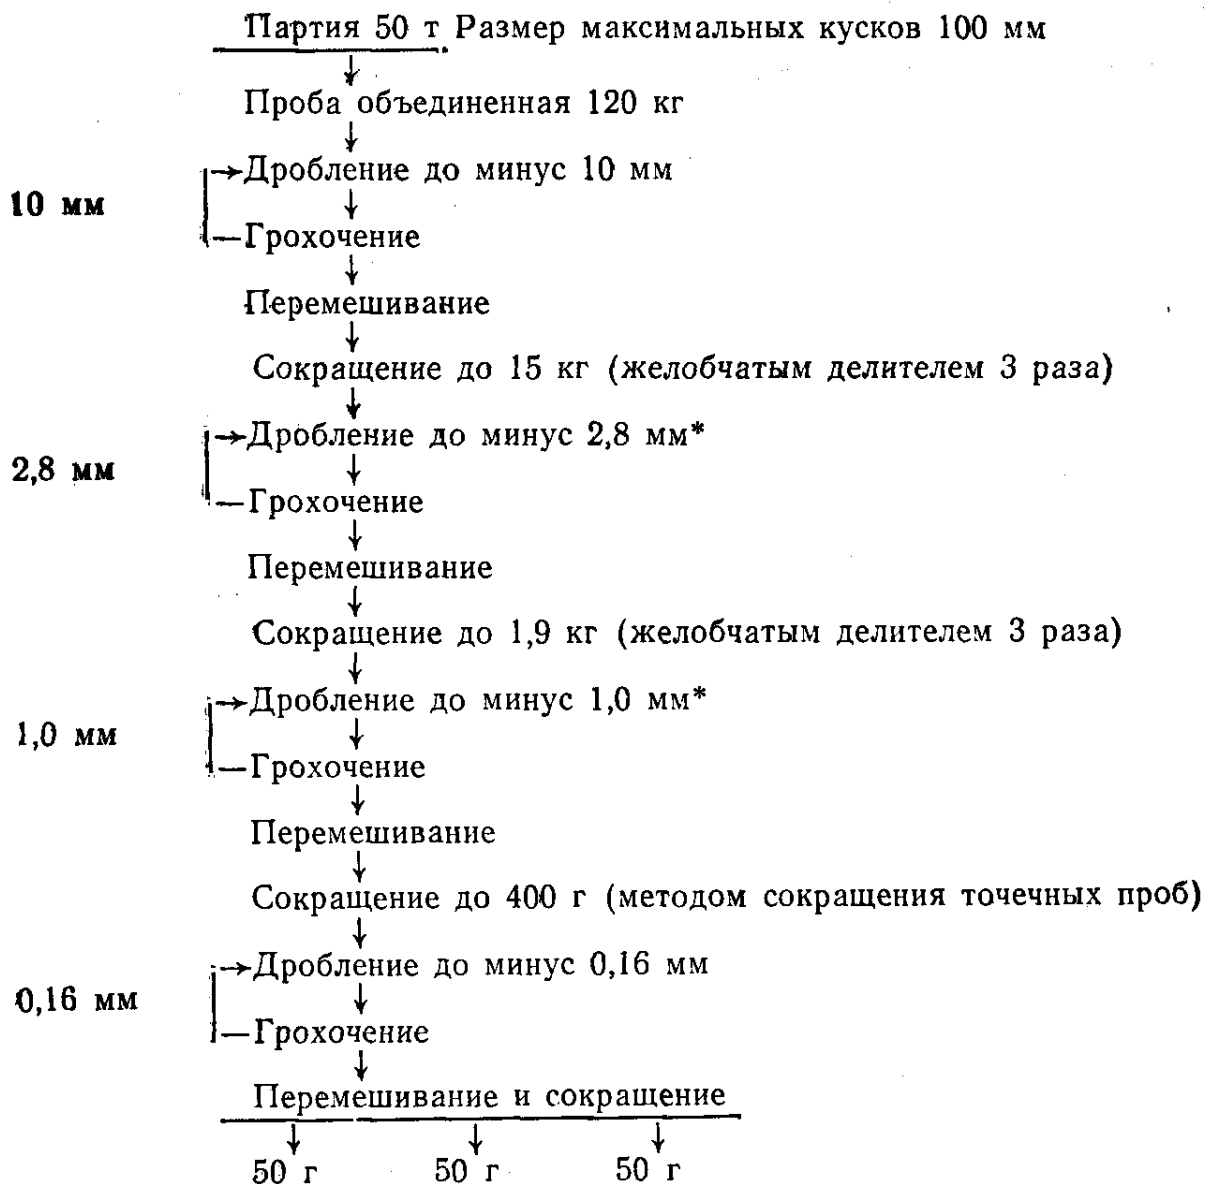 Партия 50 т Размер максимальных кусков 100 мм
Проба объединенная 120 кг
Дробление до минус 10 мм
10 мм
Грохочение
Перемешивание
Сокращение до 15 кг (желобчатым делителем 3 раза)
Дробление до минус 2,8 мм*
2,8 мм
Грохочение
Перемешивание
Сокращение до 1,9 кг (желобчатым делителем 3 раза)
Дробление до минус 1,0 мм*
1,0 мм
Грохочение
Перемешивание
Сокращение до 400 г (методом сокращения точечных проб)
Дробление до минус 0,16 мм
0,16 мм
Грохочение
Перемешивание и сокращение
50 г 50 г 50 г